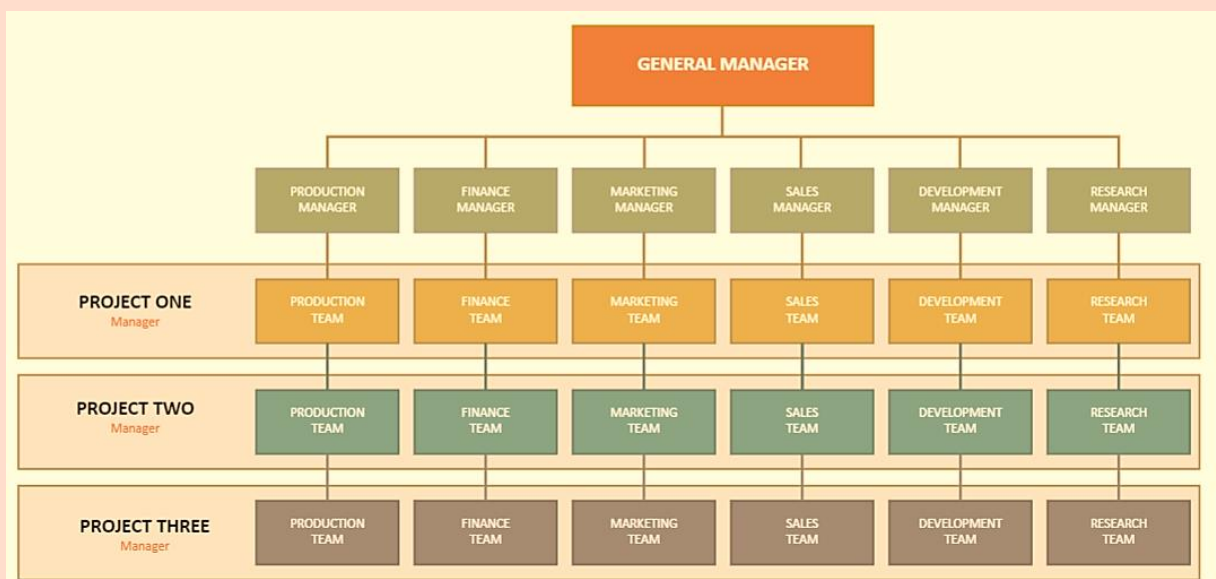 GENERAL MANAGER
PRODUCTION FINANCE MARKETING SALES DEVELOPMENT RESEARCH
MANAGER MANAGER MANAGER MANAGER MANAGER MANAGER
PROJECT ONE
Manager
PRODUCTION FINANCE MARKETING SALES DEVELOPMENT RESEARCH
TEAM TEAM TEAM TEAM TEAM TEAM
PROJECT TWO
Manager
PRODUCTION FINANCE MARKETING SALES DEVELOPMENT RESEARCH
TEAM TEAM TEAM TEAM TEAM TEAM
PROJECT THREE
Manager
PRODUCTION FINANCE MARKETING SALES DEVELOPMENT RESEARCH
TEAM TEAM TEAM TEAM TEAM TEAM